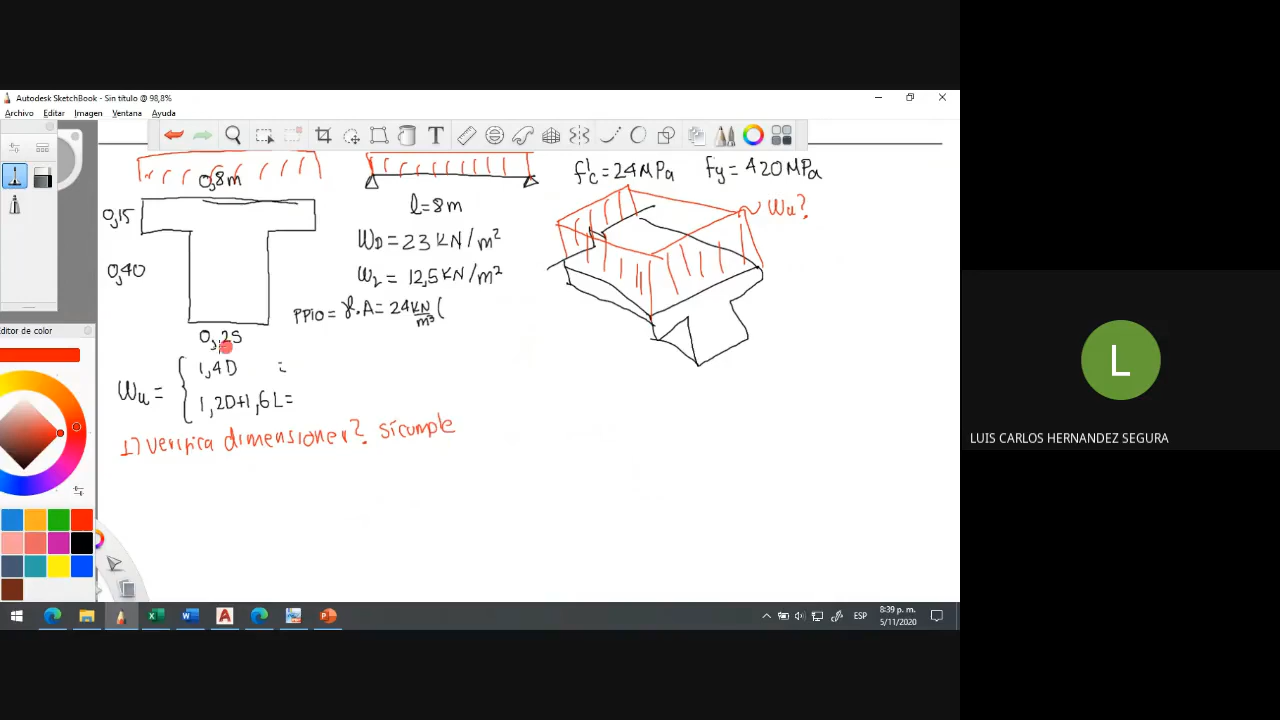 Autodesk SketchBook - Sin título @ 98,8%
Archivo Editar Imagen Ventana Ayuda
0,8m
0,15
0,40
0,25
l=8m
WD=23 KN/m²
WL=12,5KN/m²
PPIO=γ.A=24KN/m³(
f'c=24MPa fy=420MPa
Wu?
Wu= { 1,4D =
1,2D+1,6L=
1) verifica dimensiones? si cumple
Editor de color
LUIS CARLOS HERNANDEZ SEGURA
ESP
8:39 p. m.
5/11/2020
L